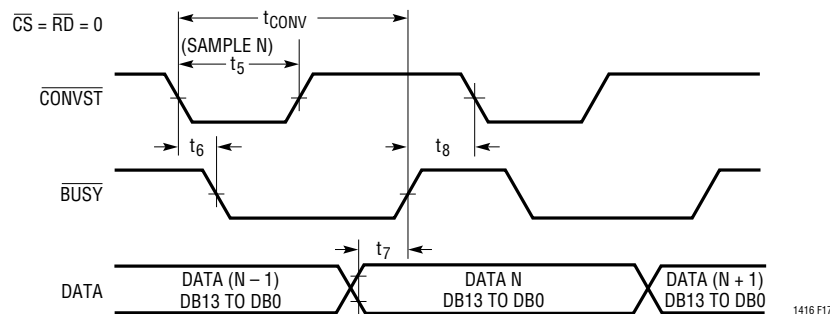 CS = RD = 0
tCONV
(SAMPLE N)
t5
CONVST
t6
t8
BUSY
t7
DATA
DATA (N – 1)
DB13 TO DB0
DATA N
DB13 TO DB0
DATA (N + 1)
DB13 TO DB0
1416 F17